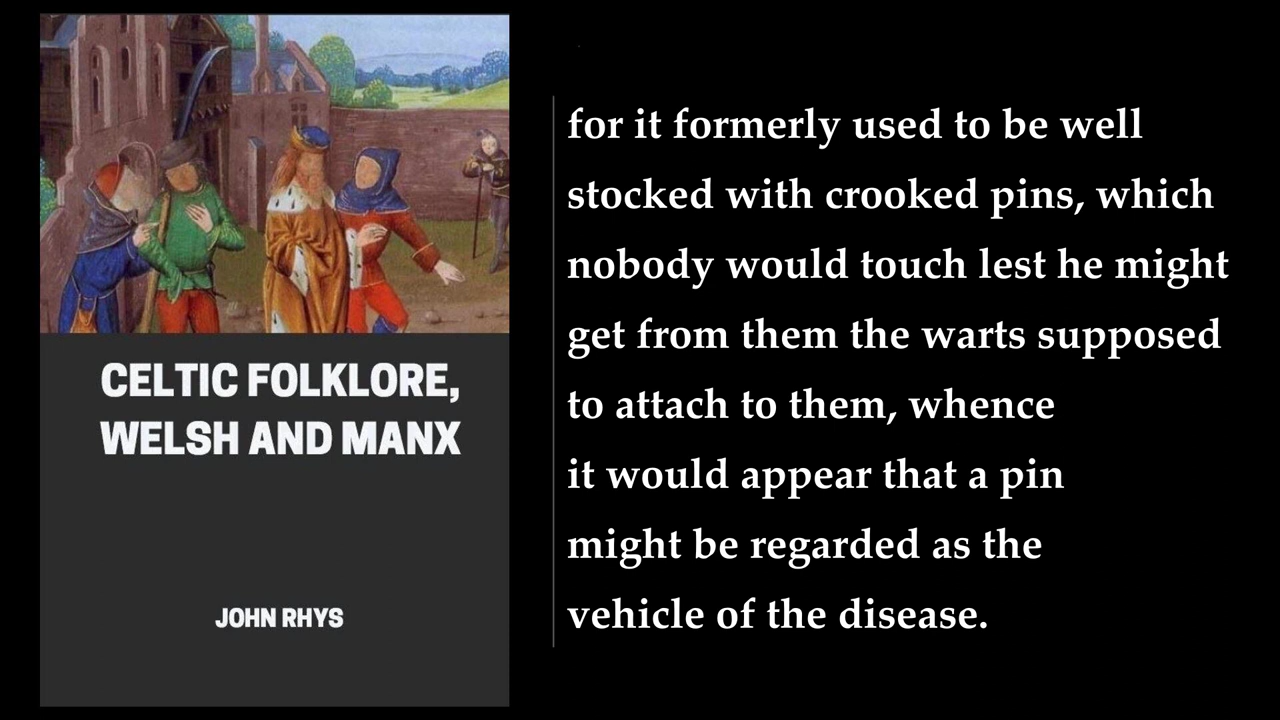 CELTIC FOLKLORE,
WELSH AND MANX
JOHN RHYS
for it formerly used to be well
stocked with crooked pins, which
nobody would touch lest he might
get from them the warts supposed
to attach to them, whence
it would appear that a pin
might be regarded as the
vehicle of the disease.